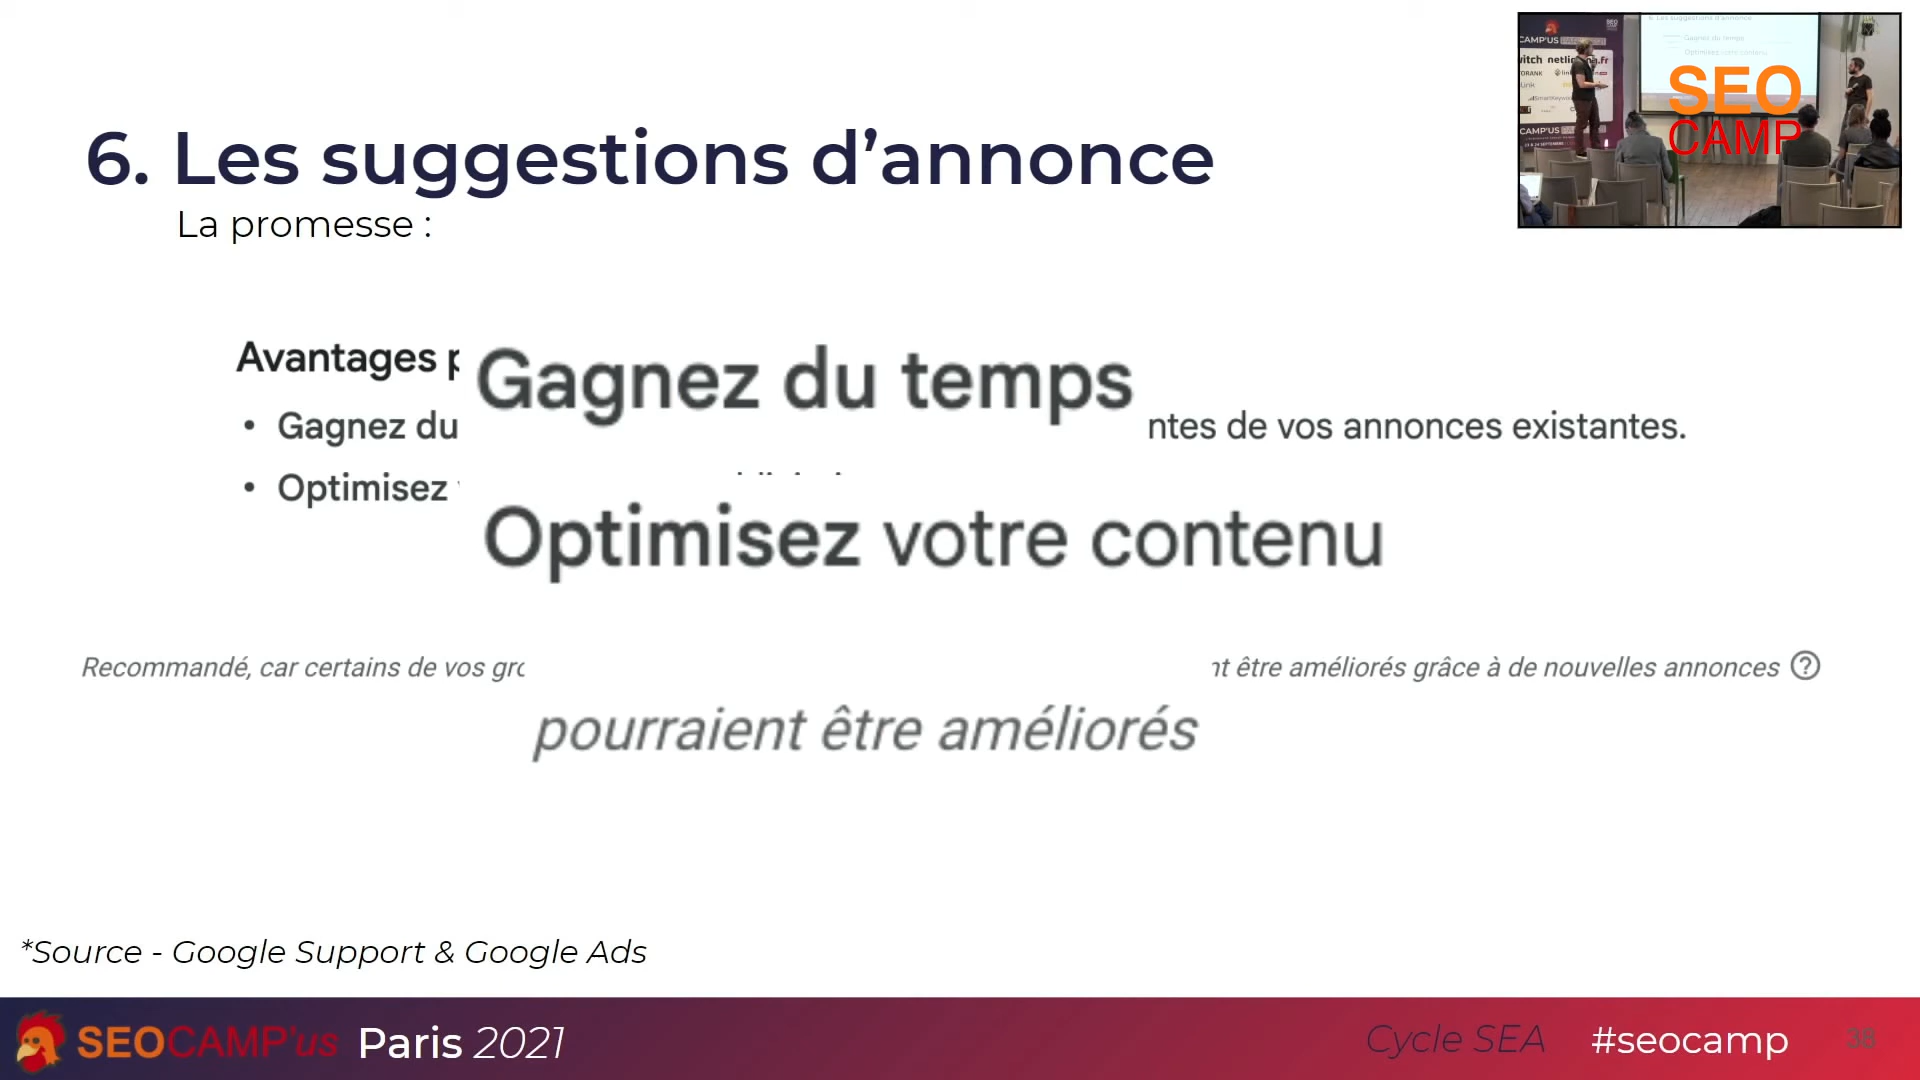 6. Les suggestions d’annonce
La promesse :
Avantages
Gagnez du temps
• Gagnez du
ntes de vos annonces existantes.
• Optimisez
Optimisez votre contenu
Recommandé, car certains de vos
être améliorés grâce à de nouvelles annonces ?
pourraient être améliorés
*Source - Google Support & Google Ads
SEOCAMP'us Paris 2021
Cycle SEA #seocamp 38
SEO
CAMP